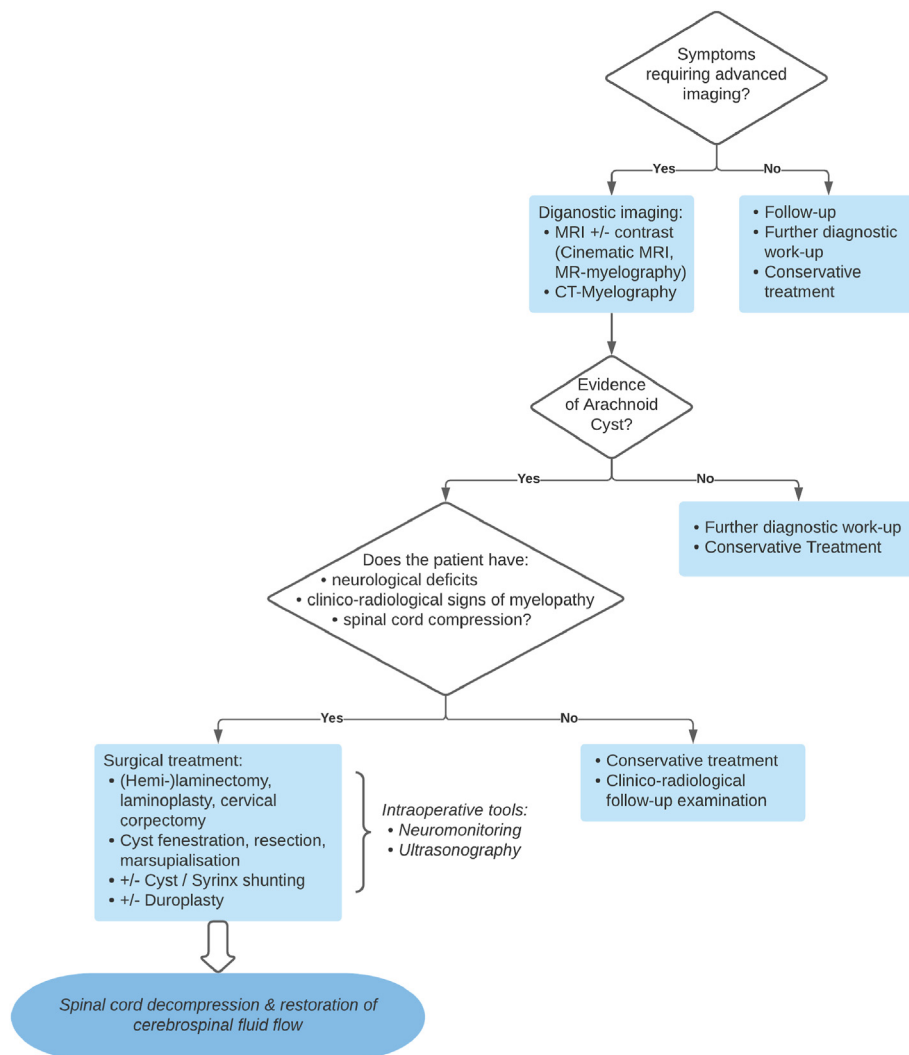 Symptoms
requiring advanced
imaging?
Yes
No
Diganostic imaging:
• MRI +/- contrast
(Cinematic MRI,
MR-myelography)
• CT-Myelography
• Follow-up
• Further diagnostic
work-up
• Conservative
treatment
Evidence
of Arachnoid
Cyst?
Yes
No
• Further diagnostic work-up
• Conservative Treatment
Does the patient have:
• neurological deficits
• clinico-radiological signs of myelopathy
• spinal cord compression?
Yes
No
Surgical treatment:
• (Hemi-)laminectomy,
laminoplasty, cervical
corpectomy
• Cyst fenestration, resection,
marsupialisation
• +/- Cyst / Syrinx shunting
• +/- Duroplasty
Intraoperative tools:
• Neuromonitoring
• Ultrasonography
• Conservative treatment
• Clinico-radiological
follow-up examination
Spinal cord decompression & restoration of
cerebrospinal fluid flow